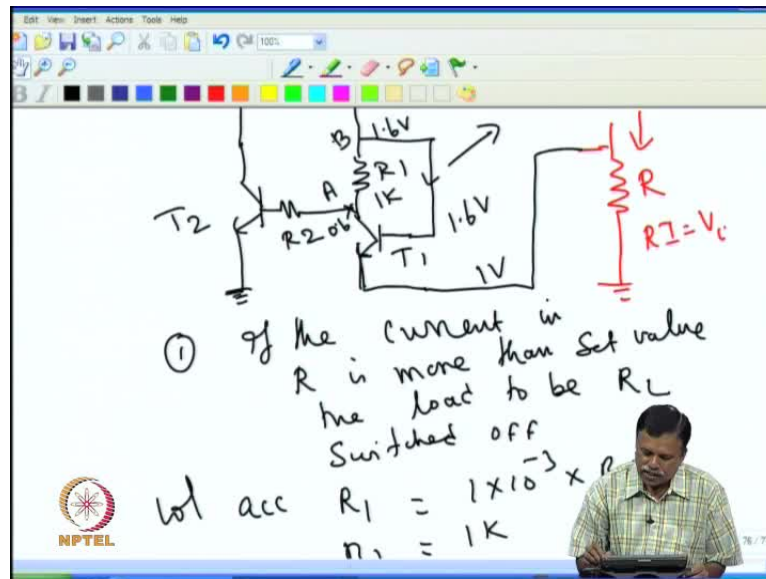 Edit View Insert Actions Tools Help
100%
B I
B 1.6V
R1
1K
A
T2
R2
T1
1.6V
1V
R
RI = V
① If the current in
R is more than set value
the load to be RL
switched off
Vol acc R1 = 1×10⁻³ ×
= 1K
NPTEL